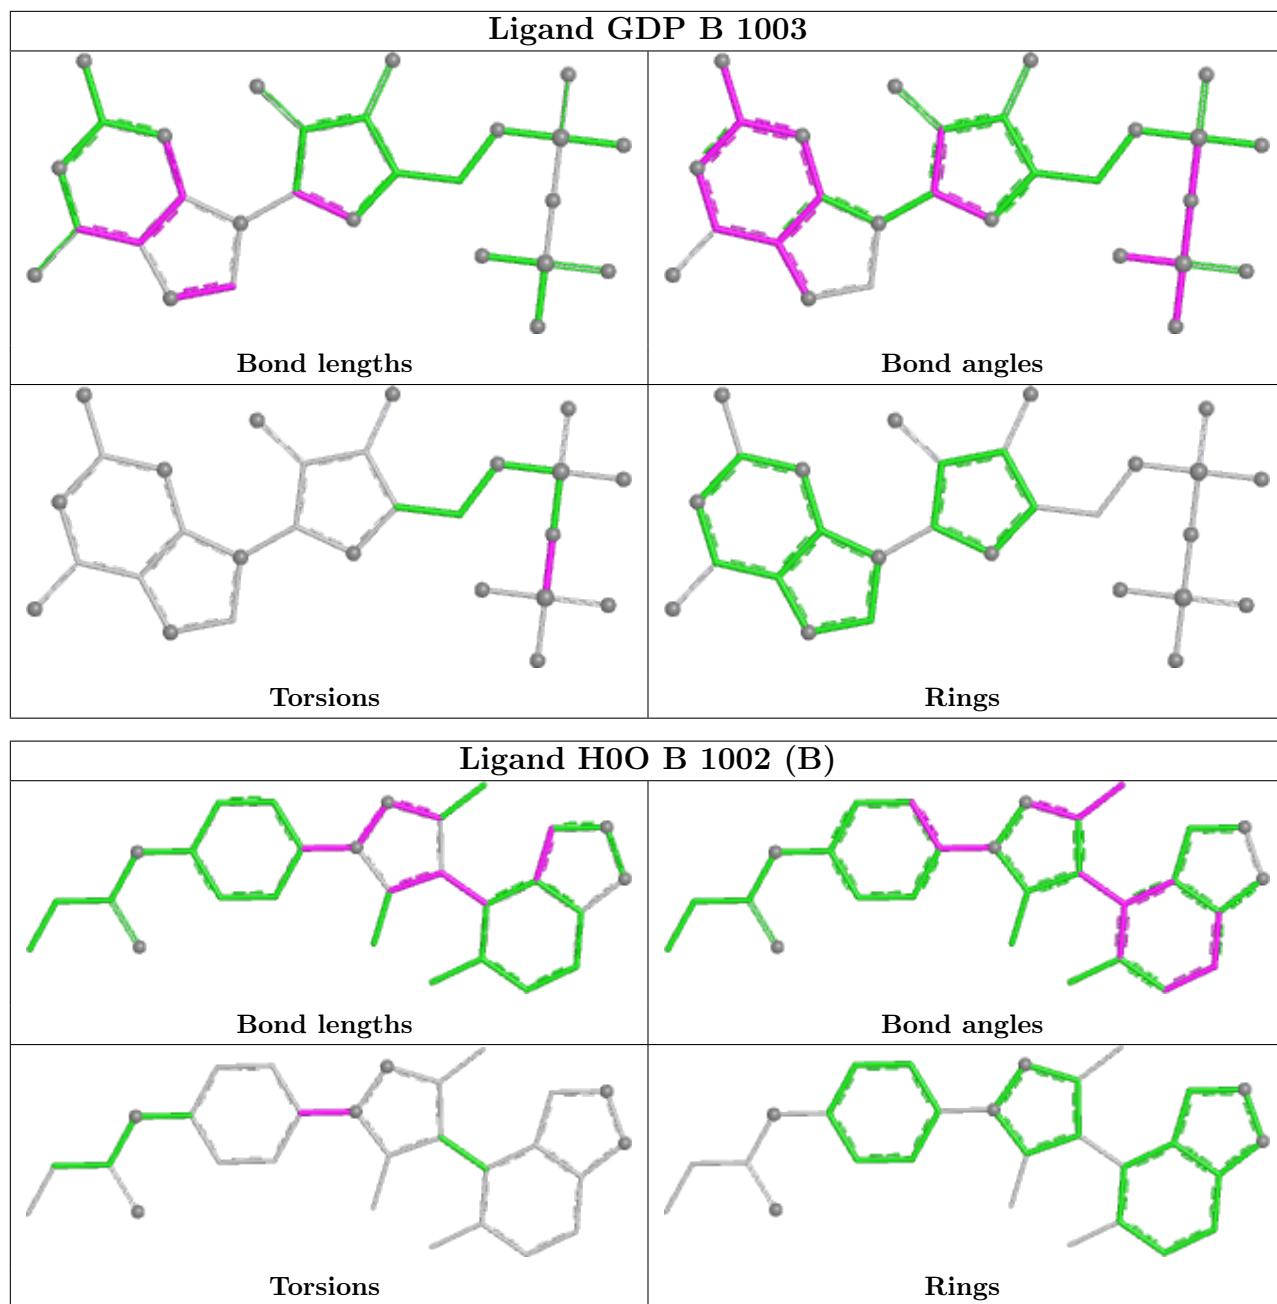 Ligand GDP B 1003
Bond lengths
Bond angles
Torsions
Rings
Ligand H0O B 1002 (B)
Bond lengths
Bond angles
Torsions
Rings